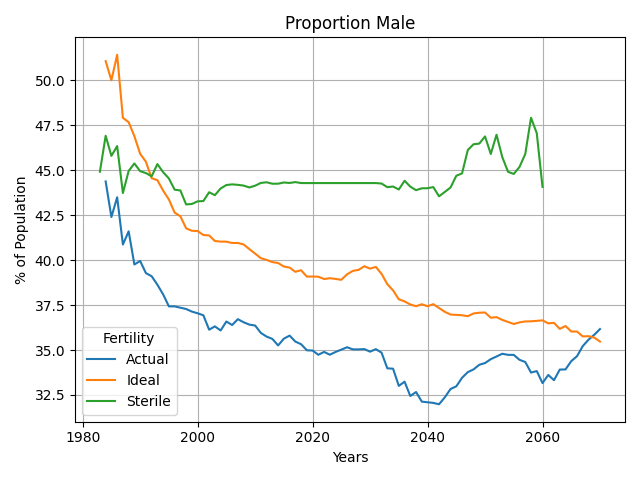 Proportion Male
% of Population
50.0
47.5
45.0
42.5
40.0
37.5
35.0
32.5
Fertility
Actual
Ideal
Sterile
1980
2000
2020
2040
2060
Years